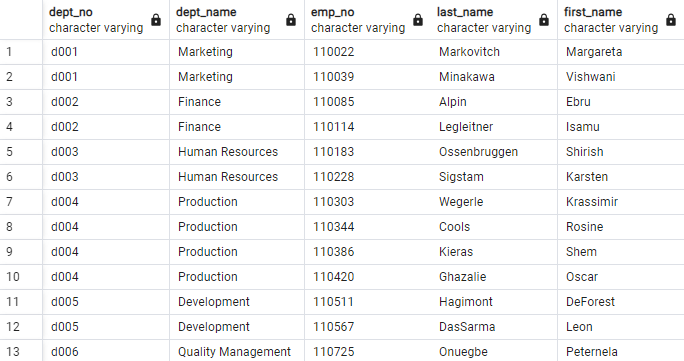 dept_no dept_name emp_no last_name first_name
character varying character varying character varying character varying character varying
1 d001 Marketing 110022 Markovitch Margareta
2 d001 Marketing 110039 Minakawa Vishwani
3 d002 Finance 110085 Alpin Ebru
4 d002 Finance 110114 Legleitner Isamu
5 d003 Human Resources 110183 Ossenbruggen Shirish
6 d003 Human Resources 110228 Sigstam Karsten
7 d004 Production 110303 Wegerle Krassimir
8 d004 Production 110344 Cools Rosine
9 d004 Production 110386 Kieras Shem
10 d004 Production 110420 Ghazalie Oscar
11 d005 Development 110511 Hagimont DeForest
12 d005 Development 110567 DasSarma Leon
13 d006 Quality Management 110725 Onuegbe Peternela